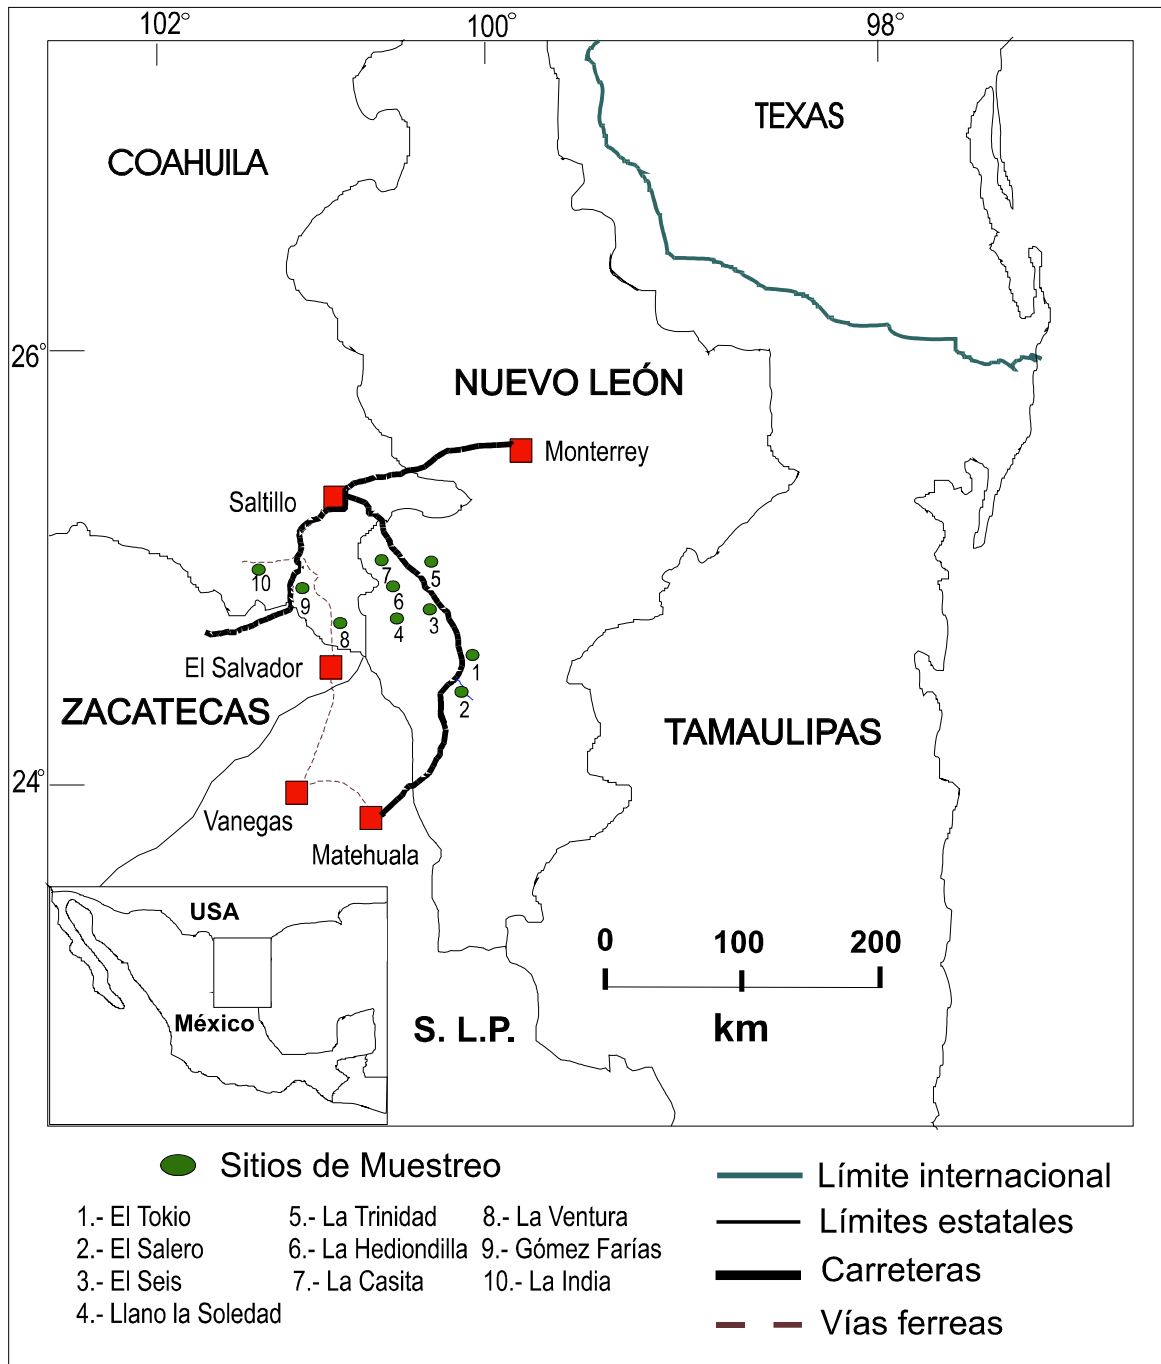 102° 100° 98°
TEXAS
COAHUILA
26°
NUEVO LEÓN
Monterrey
Saltillo
10
9
8
7
5
6
3
4
1
2
El Salvador
ZACATECAS
TAMAULIPAS
24°
Vanegas
Matehuala
USA
México
S. L.P.
0 100 200
km
Sitios de Muestreo
1.- El Tokio
2.- El Salero
3.- El Seis
4.- Llano la Soledad
5.- La Trinidad
6.- La Hediondilla
7.- La Casita
8.- La Ventura
9.- Gómez Farías
10.- La India
Límite internacional
Límites estatales
Carreteras
Vías ferreas